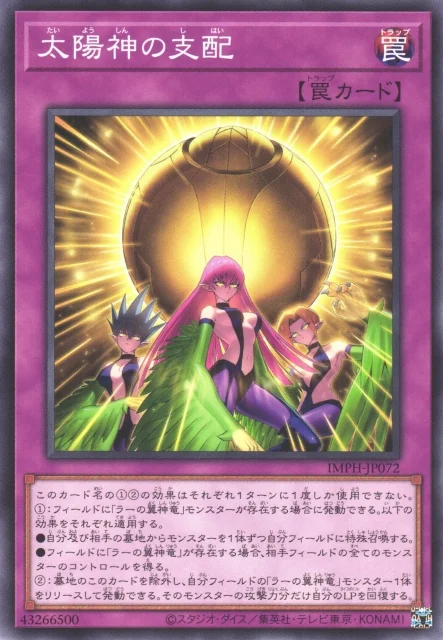 太陽神の支配
罠
【罠カード】
IMPH-JP072
このカード名の①②の効果はそれぞれ1ターンに1度しか使用できない。
①：フィールドに「ラーの翼神竜」モンスターが存在する場合に発動できる。以下の
効果をそれぞれ適用する。
●自分及び相手の墓地からモンスターを1体ずつ自分フィールドに特殊召喚する。
●フィールドに「ラーの翼神竜」が存在する場合、相手フィールドの全てのモン
スターのコントロールを得る。
②：墓地のこのカードを除外し、自分フィールドの「ラーの翼神竜」モンスター1体
をリリースして発動できる。そのモンスターの攻撃力分だけ自分のLPを回復する。
43266500
©スタジオ・ダイス／集英社・テレビ東京・KONAMI